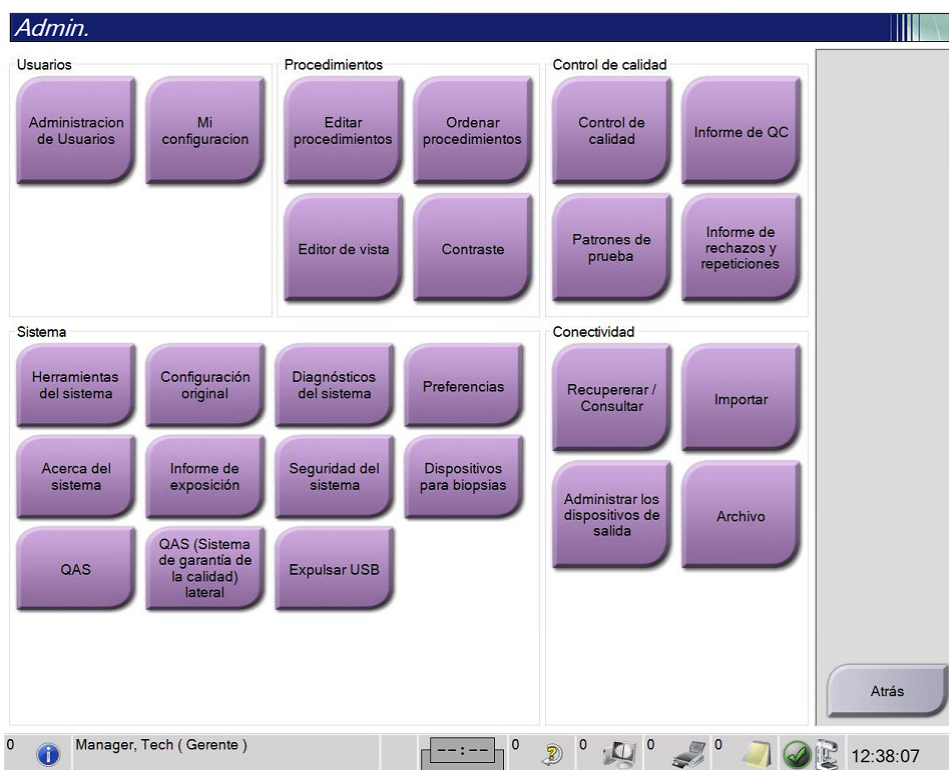 Admin.
Usuarios
Administracion
de Usuarios
Mi
configuracion
Procedimientos
Editar
procedimientos
Ordenar
procedimientos
Editor de vista
Contraste
Control de calidad
Control de
calidad
Informe de QC
Patrones de
prueba
Informe de
rechazos y
repeticiones
Sistema
Herramientas
del sistema
Configuración
original
Diagnósticos
del sistema
Preferencias
Acerca del
sistema
Informe de
exposición
Seguridad del
sistema
Dispositivos
para biopsias
QAS
QAS (Sistema
de garantía de
la calidad)
lateral
Expulsar USB
Conectividad
Recupererar /
Consultar
Importar
Administrar los
dispositivos de
salida
Archivo
Atrás
0
Manager, Tech ( Gerente )
--:--
0
0
0
0
12:38:07